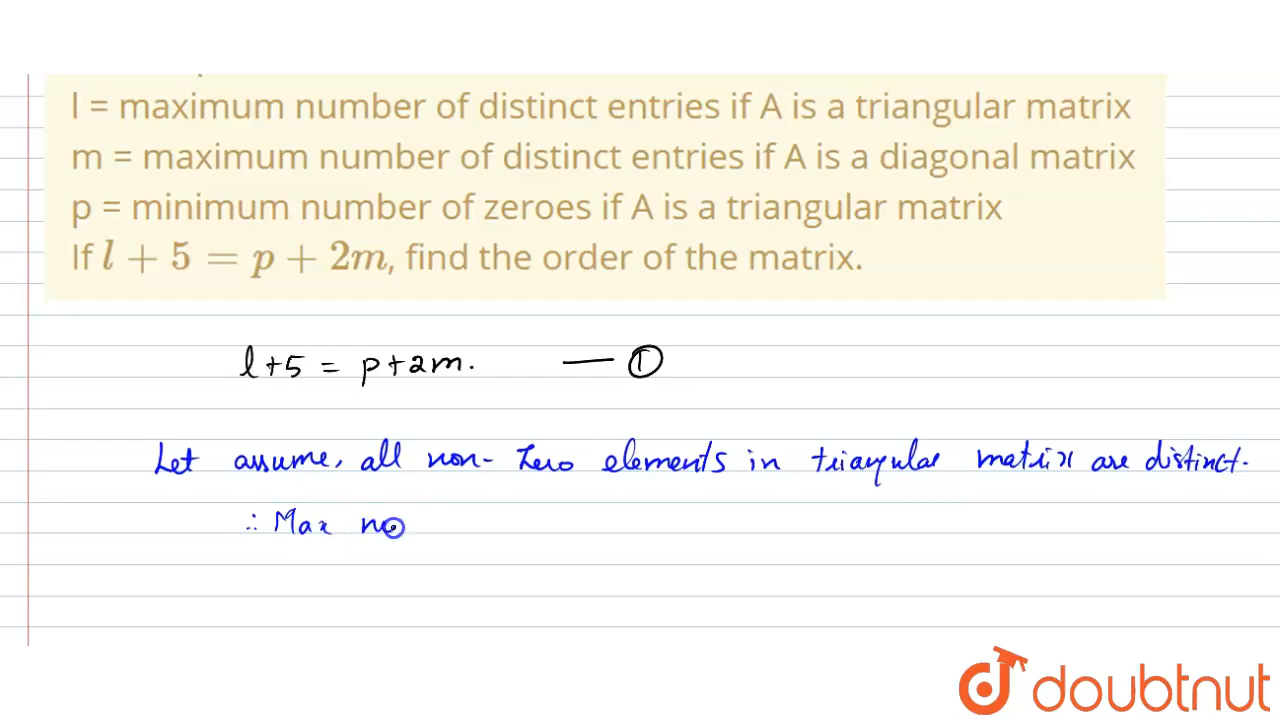 l = maximum number of distinct entries if A is a triangular matrix
m = maximum number of distinct entries if A is a diagonal matrix
p = minimum number of zeroes if A is a triangular matrix
If l + 5 = p + 2m, find the order of the matrix.
l+5 = p+2m. — ①
Let assume, all non-zero elements in triangular matrix are distinct.
∴ Max no
doubtnut